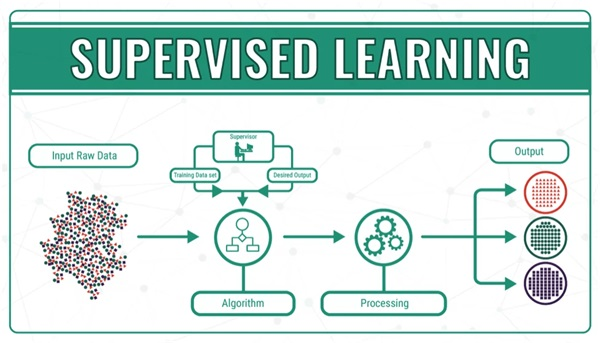 SUPERVISED LEARNING
Input Raw Data
Supervisor
Training Data set
Desired Output
Algorithm
Processing
Output